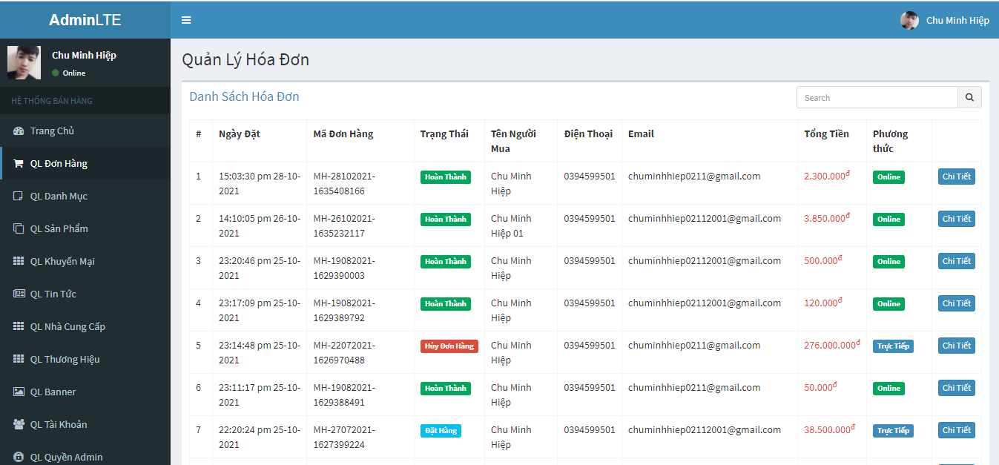 AdminLTE
Chu Minh Hiệp
Chu Minh Hiệp
Online
HỆ THỐNG BÁN HÀNG
Trang Chủ
QL Đơn Hàng
QL Danh Mục
QL Sản Phẩm
QL Khuyến Mại
QL Tin Tức
QL Nhà Cung Cấp
QL Thương Hiệu
QL Banner
QL Tài Khoản
QL Quyền Admin
Quản Lý Hóa Đơn
Danh Sách Hóa Đơn
Search
# Ngày Đặt Mã Đơn Hàng Trạng Thái Tên Người Điện Thoại Email Tổng Tiền Phương
Mua thức
1 15:03:30 pm 28-10- MH-28102021- Hoàn Thành Chu Minh 0394599501 chuminhhiep0211@gmail.com 2.300.000đ Online Chi Tiết
2021 1635408166 Hiệp
2 14:10:05 pm 26-10- MH-26102021- Hoàn Thành Chu Minh 0394599501 chuminhhiep02112001@gmail.com 3.850.000đ Online Chi Tiết
2021 1635232117 Hiệp 01
3 23:20:46 pm 25-10- MH-19082021- Hoàn Thành Chu Minh 0394599501 chuminhhiep02112001@gmail.com 500.000đ Online Chi Tiết
2021 1629390003 Hiệp
4 23:17:09 pm 25-10- MH-19082021- Hoàn Thành Chu Minh 0394599501 chuminhhiep02112001@gmail.com 120.000đ Online Chi Tiết
2021 1629389792 Hiệp
5 23:14:48 pm 25-10- MH-22072021- Hủy Đơn Hàng Chu Minh 0394599501 chuminhhiep0211@gmail.com 276.000.000đ Trực Tiếp Chi Tiết
2021 1626970488 Hiệp
6 23:11:17 pm 25-10- MH-19082021- Hoàn Thành Chu Minh 0394599501 chuminhhiep0211@gmail.com 50.000đ Online Chi Tiết
2021 1629388491 Hiệp
7 22:20:24 pm 25-10- MH-27072021- Đặt Hàng Chu Minh 0394599501 chuminhhiep02112001@gmail.com 38.500.000đ Trực Tiếp Chi Tiết
2021 1627399224 Hiệp